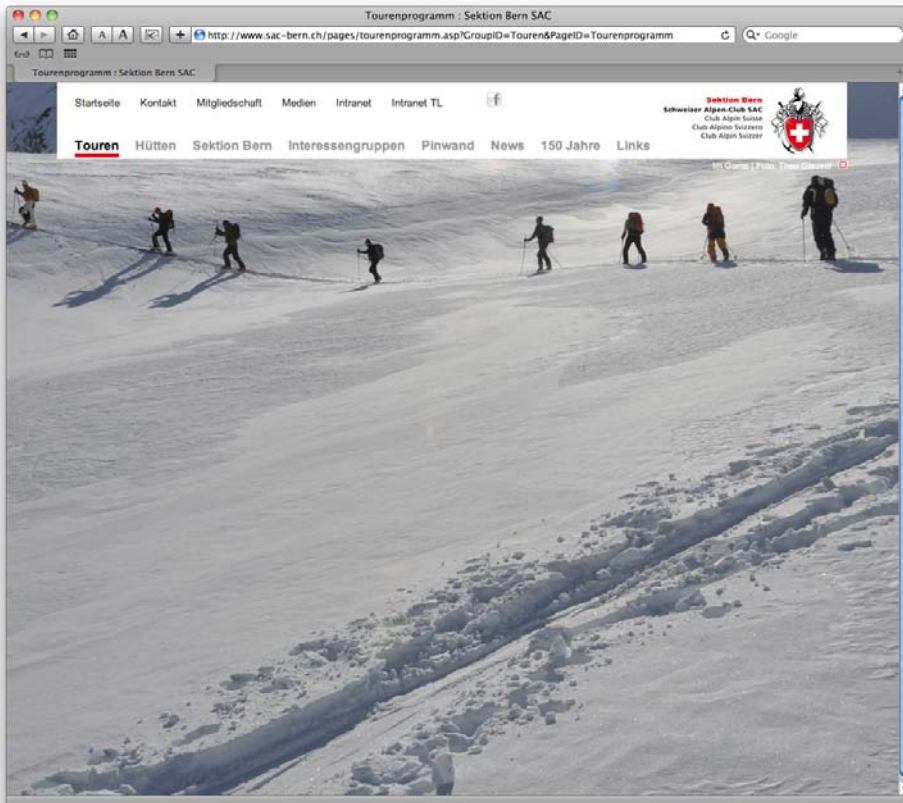 Tourenprogramm : Sektion Bern SAC
A A + http://www.sac-bern.ch/pages/tourenprogramm.asp?GroupID=Touren&PageID=Tourenprogramm Google
Tourenprogramm : Sektion Bern SAC
Startseite Kontakt Mitgliedschaft Medien Intranet Intranet TL f
Sektion Bern
Schweizer Alpen-Club SAC
Club Alpin Suisse
Club Alpino Svizzero
Club Alpin Svizzer
Touren Hütten Sektion Bern Interessengruppen Pinwand News 150 Jahre Links
Foto: